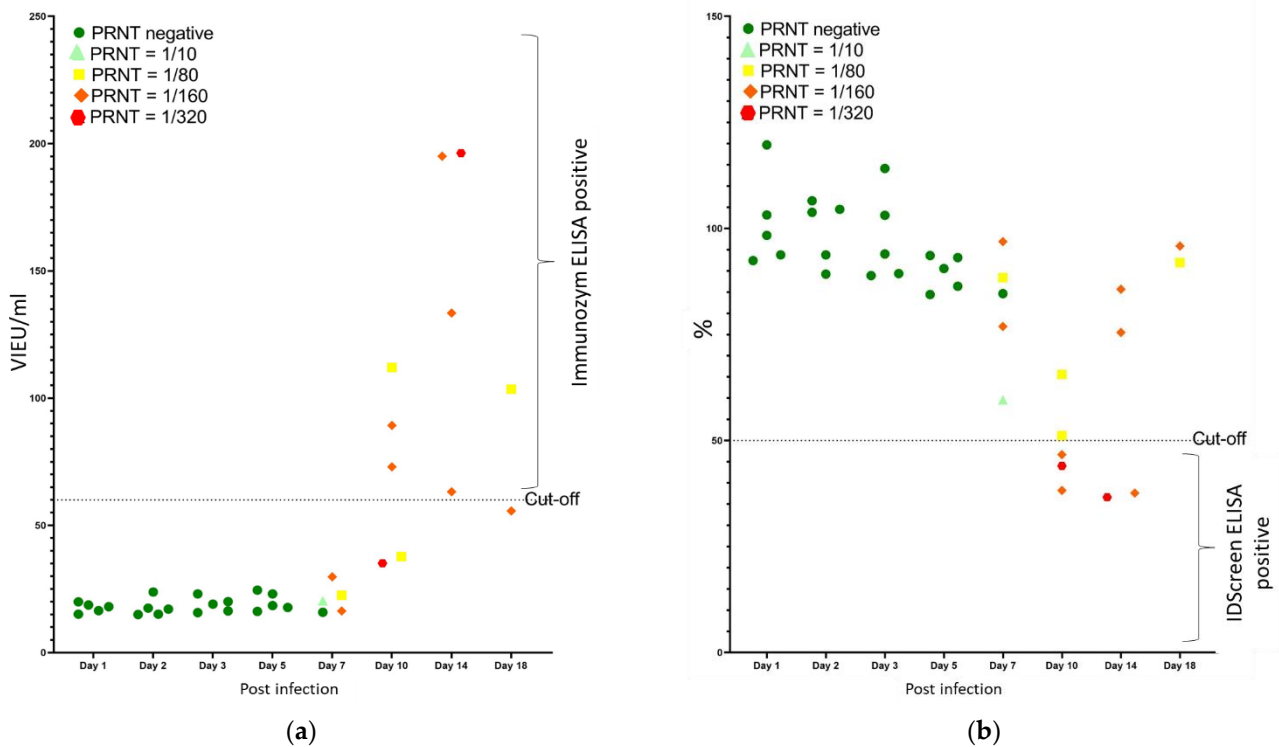 250
200
150
100
50
0
VIEU/ml
PRNT negative
PRNT = 1/10
PRNT = 1/80
PRNT = 1/160
PRNT = 1/320
Immunozym ELISA positive
Cut-off
Day 1 Day 2 Day 3 Day 5 Day 7 Day 10 Day 14 Day 18
Post infection
(a)
150
100
50
0
%
PRNT negative
PRNT = 1/10
PRNT = 1/80
PRNT = 1/160
PRNT = 1/320
Cut-off
IDScreen ELISA
positive
Day 1 Day 2 Day 3 Day 5 Day 7 Day 10 Day 14 Day 18
Post infection
(b)